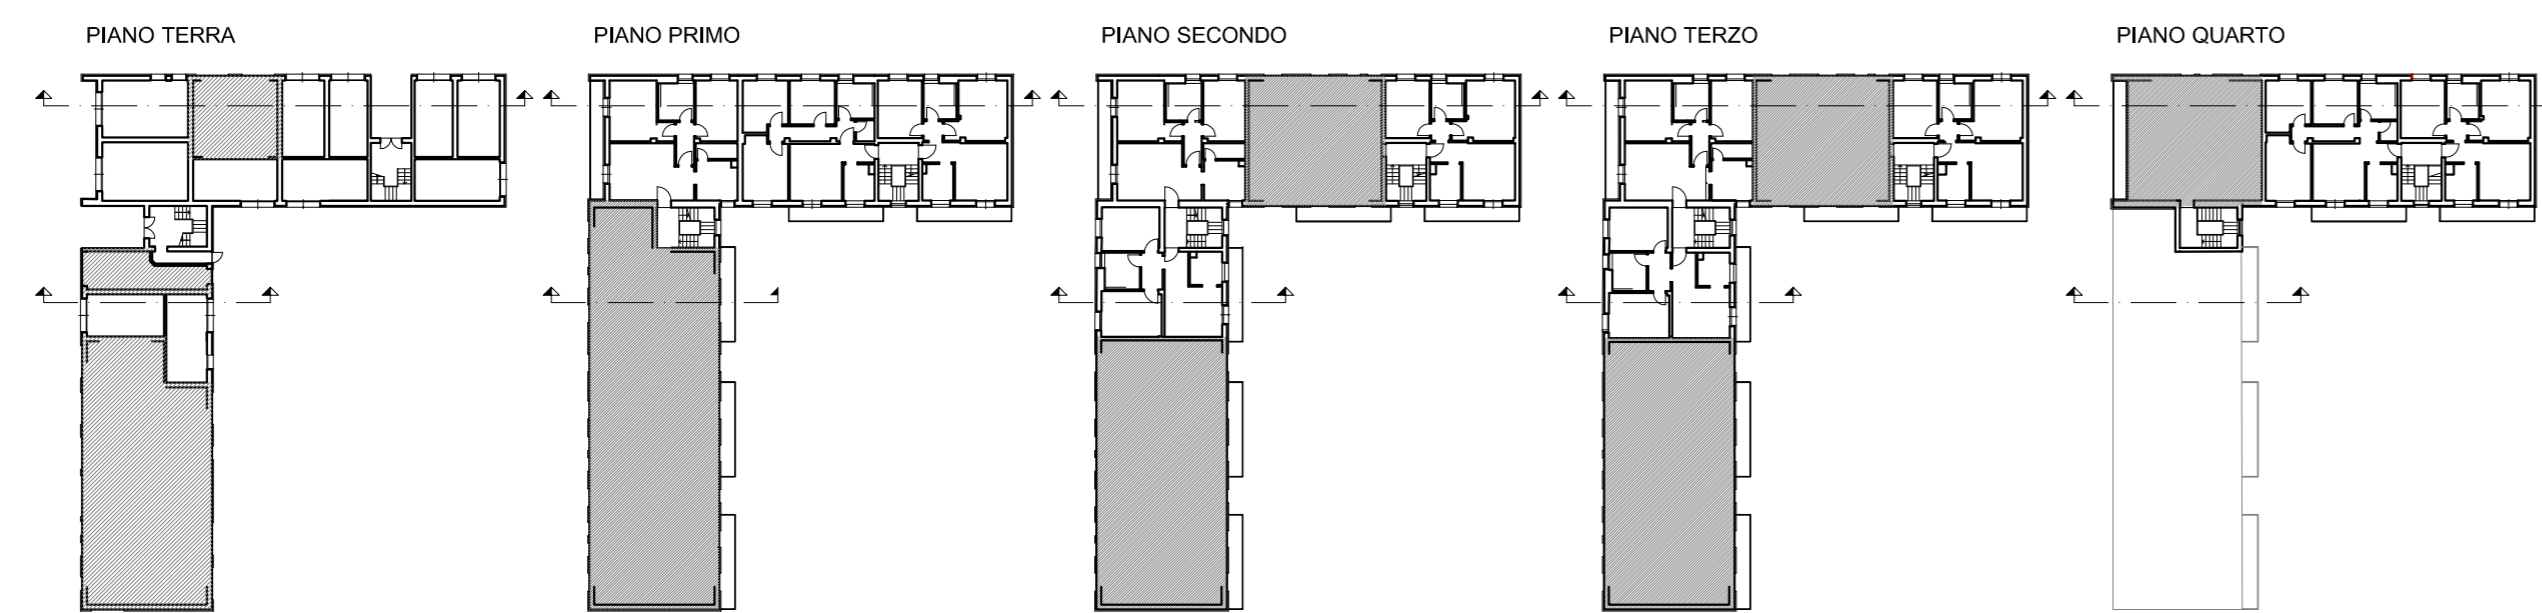 PIANO TERRA
PIANO PRIMO
PIANO SECONDO
PIANO TERZO
PIANO QUARTO